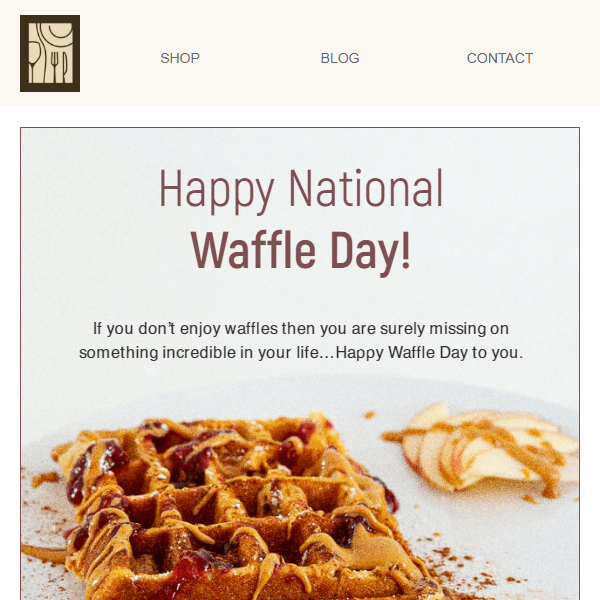 SHOP BLOG CONTACT
Happy National
Waffle Day!
If you don't enjoy waffles then you are surely missing on
something incredible in your life...Happy Waffle Day to you.